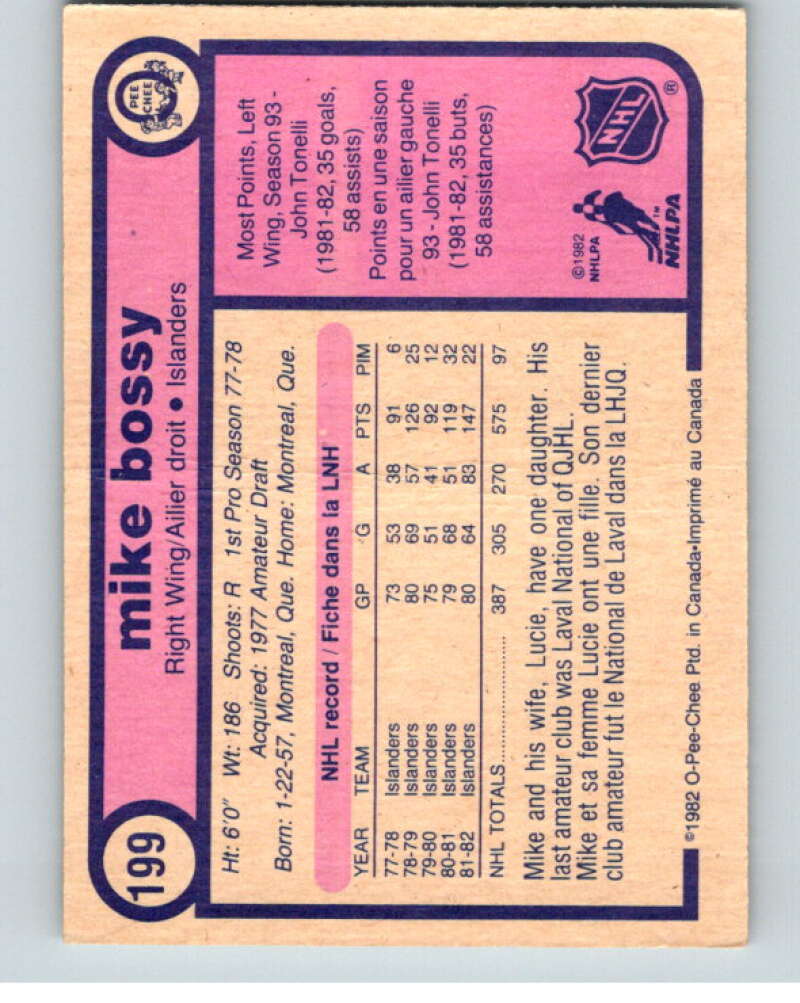 199
mike bossy
Right Wing/Ailier droit • Islanders
O
PEE
CHEE
Ht: 6'0" Wt: 186 Shoots: R 1st Pro Season 77-78
Acquired: 1977 Amateur Draft
Born: 1-22-57, Montreal, Que. Home: Montreal, Que.
NHL record / Fiche dans la LNH
YEAR TEAM GP G A PTS PIM
77-78 Islanders 73 53 38 91 6
78-79 Islanders 80 69 57 126 25
79-80 Islanders 75 51 41 92 12
80-81 Islanders 79 68 51 119 32
81-82 Islanders 80 64 83 147 22
NHL TOTALS.................... 387 305 270 575 97
Mike and his wife, Lucie, have one daughter. His
last amateur club was Laval National of QJHL.
Mike et sa femme Lucie ont une fille. Son dernier
club amateur fut le National de Laval dans la LHJQ.
Most Points, Left
Wing, Season 93 -
John Tonelli
(1981-82, 35 goals,
58 assists)
Points en une saison
pour un ailier gauche
93 - John Tonelli
(1981-82, 35 buts,
58 assistances)
©1982
NHLPA
NHLPA™
NHL®
©1982 O-Pee-Chee Ptd. in Canada•Imprimé au Canada